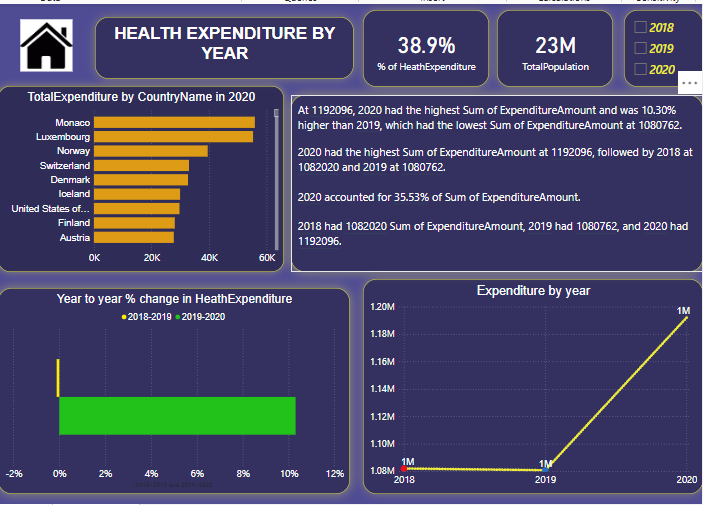 HEALTH EXPENDITURE BY
YEAR
38.9%
% of HeathExpenditure
23M
TotalPopulation
2018
2019
2020
TotalExpenditure by CountryName in 2020
Monaco
Luxembourg
Norway
Switzerland
Denmark
Iceland
United States of...
Finland
Austria
0K 20K 40K 60K
At 1192096, 2020 had the highest Sum of ExpenditureAmount and was 10.30%
higher than 2019, which had the lowest Sum of ExpenditureAmount at 1080762.
2020 had the highest Sum of ExpenditureAmount at 1192096, followed by 2018 at
1082020 and 2019 at 1080762.
2020 accounted for 35.53% of Sum of ExpenditureAmount.
2018 had 1082020 Sum of ExpenditureAmount, 2019 had 1080762, and 2020 had
1192096.
Year to year % change in HeathExpenditure
2018-2019 2019-2020
-2% 0% 2% 4% 6% 8% 10% 12%
Expenditure by year
1.20M
1.18M
1.16M
1.14M
1.12M
1.10M
1.08M
1M 1M 1M
2018 2019 2020